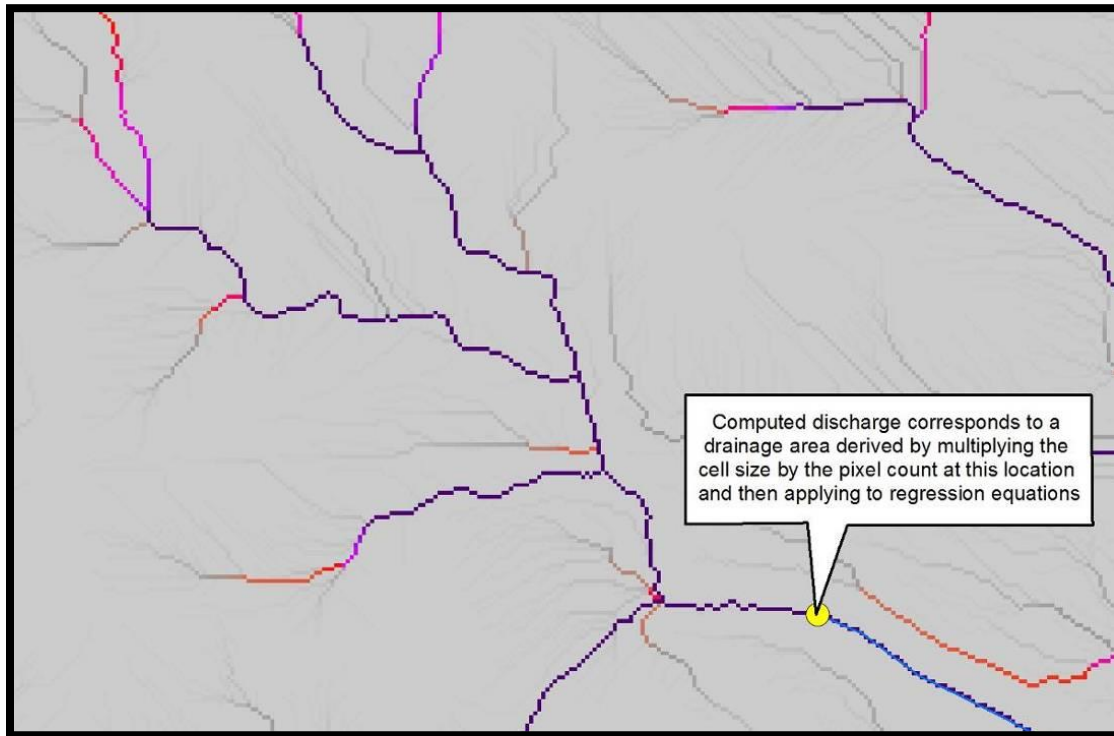 Computed discharge corresponds to a
drainage area derived by multiplying the
cell size by the pixel count at this location
and then applying to regression equations